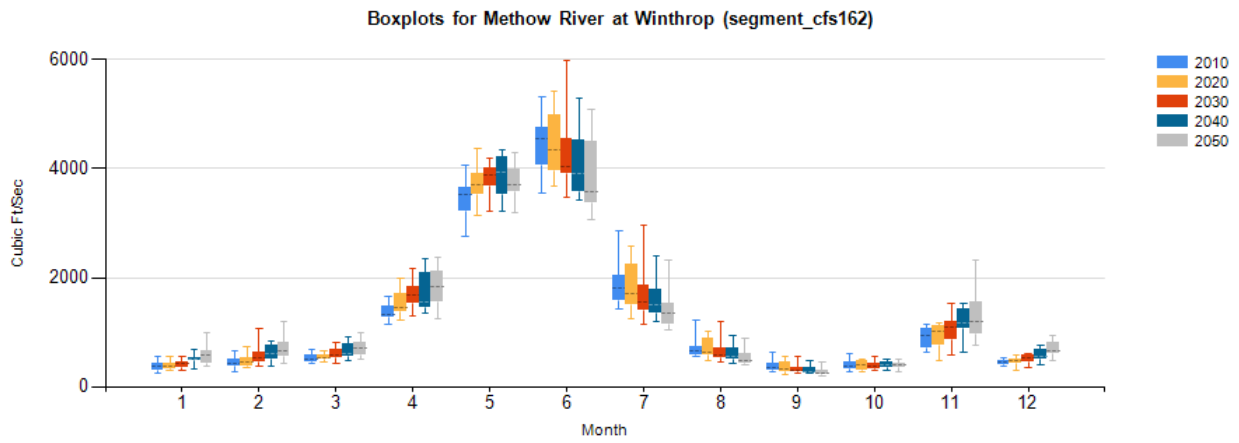 Boxplots for Methow River at Winthrop (segment_cfs162)
6000
4000
2000
0
Cubic Ft/Sec
1 2 3 4 5 6 7 8 9 10 11 12
Month
2010
2020
2030
2040
2050